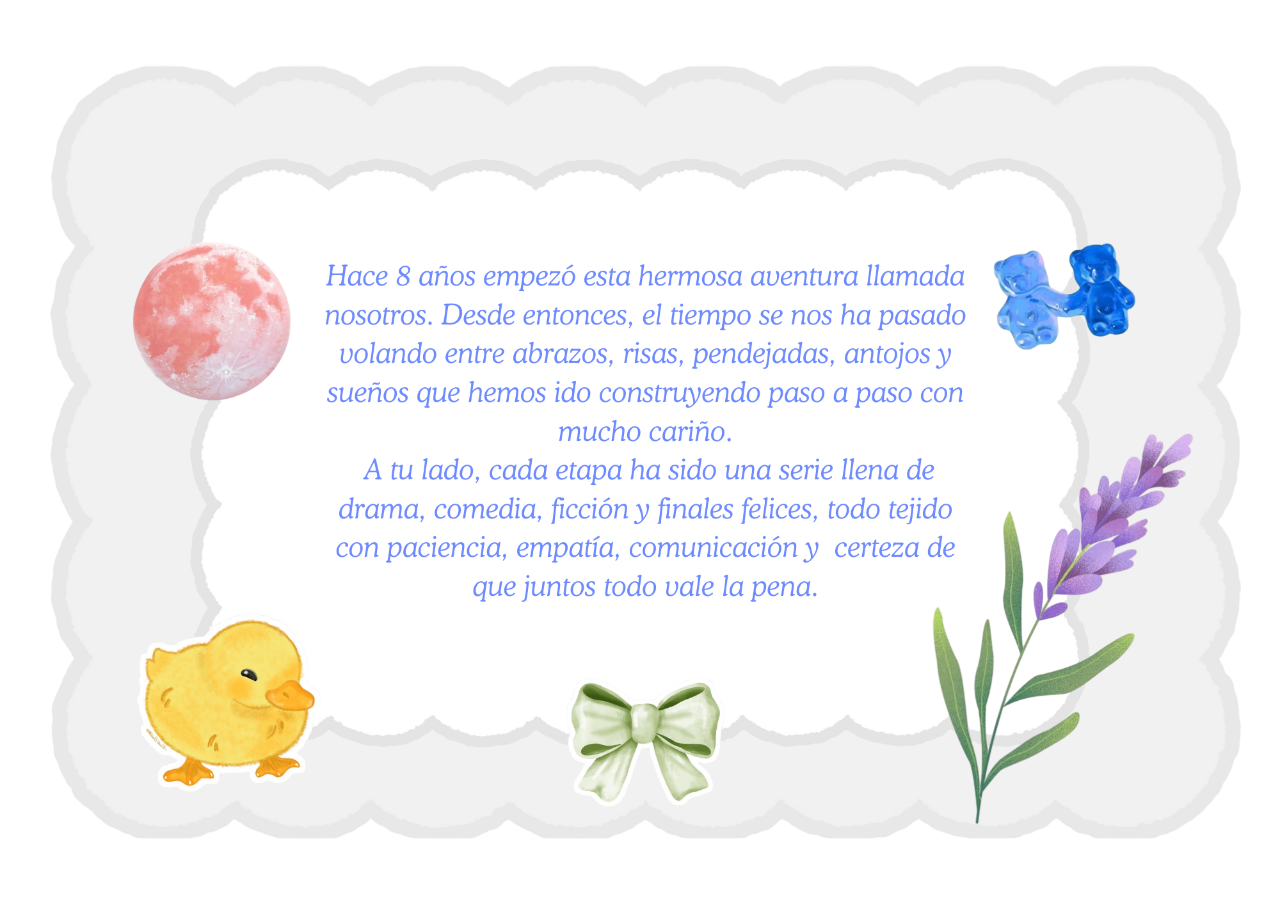 Hace 8 años empezó esta hermosa aventura llamada
nosotros. Desde entonces, el tiempo se nos ha pasado
volando entre abrazos, risas, pendejadas, antojos y
sueños que hemos ido construyendo paso a paso con
mucho cariño.
A tu lado, cada etapa ha sido una serie llena de
drama, comedia, ficción y finales felices, todo tejido
con paciencia, empatía, comunicación y  certeza de
que juntos todo vale la pena.